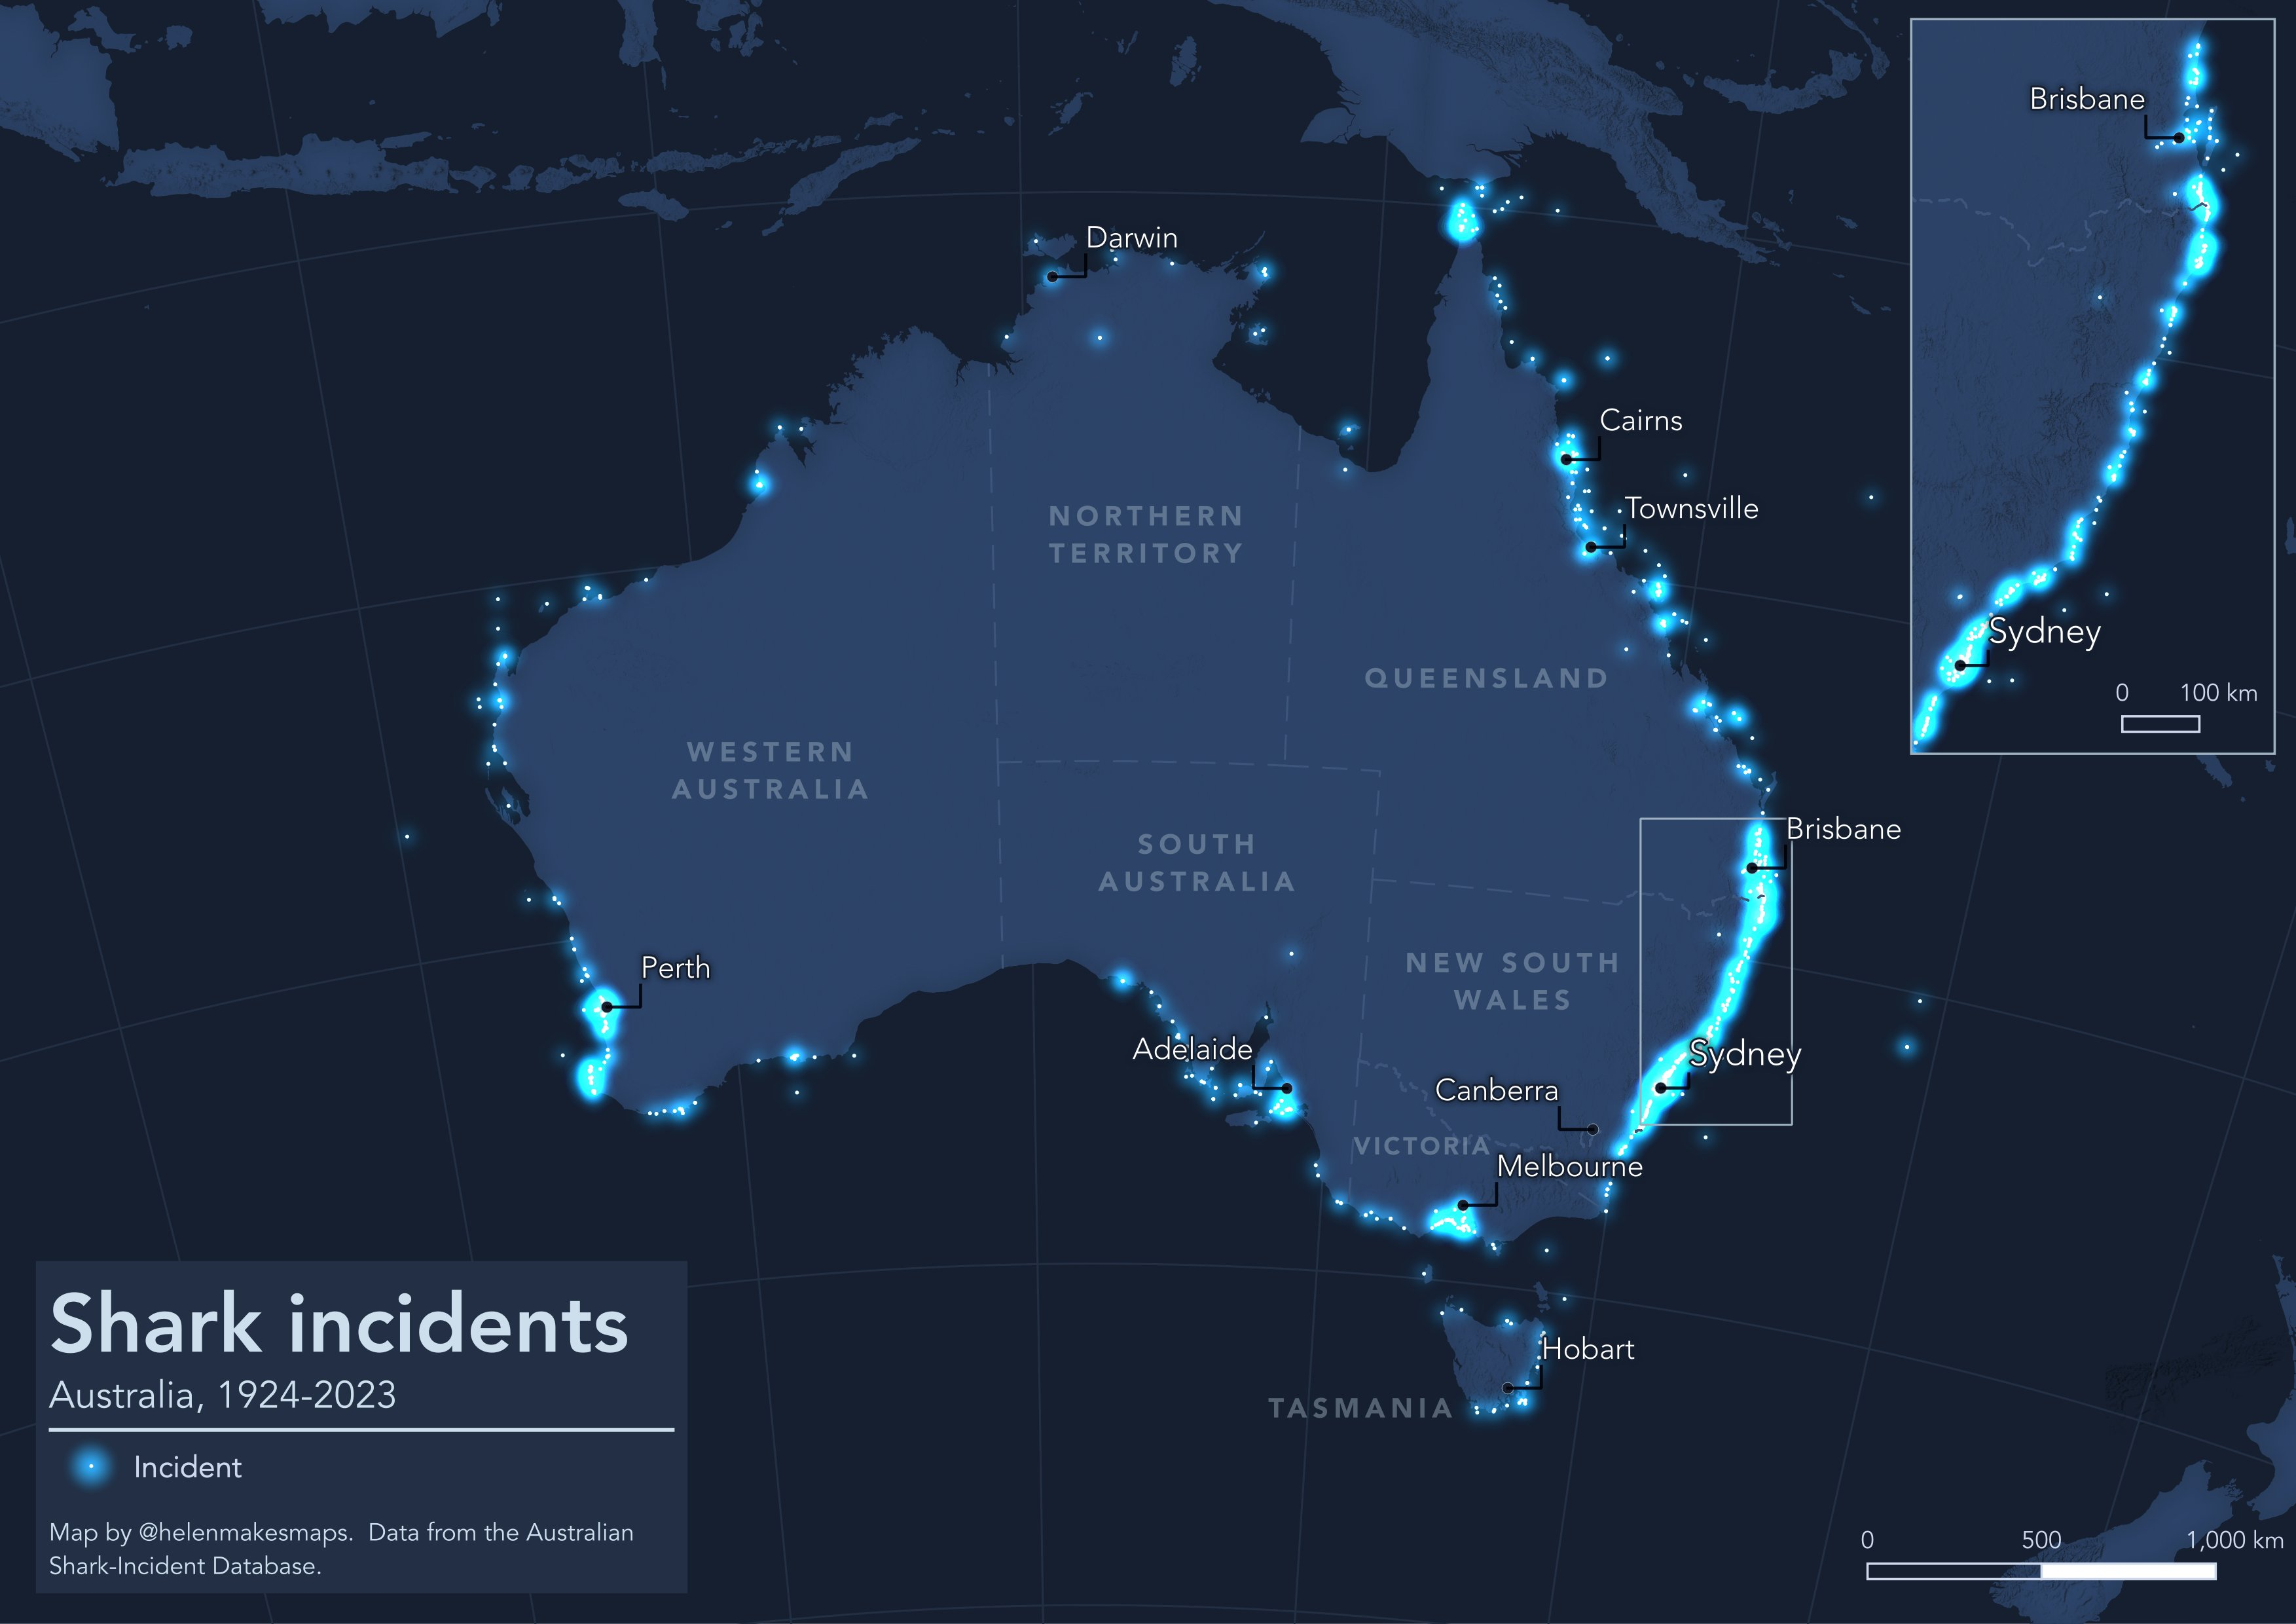 Brisbane
Sydney
0 100 km
Darwin
Cairns
Townsville
NORTHERN
TERRITORY
QUEENSLAND
WESTERN
AUSTRALIA
SOUTH
AUSTRALIA
Brisbane
NEW SOUTH
WALES
Perth
Adelaide
Sydney
Canberra
VICTORIA
Melbourne
Hobart
TASMANIA
Shark incidents
Australia, 1924-2023
Incident
Map by @helenmakesmaps. Data from the Australian
Shark-Incident Database.
0 500 1,000 km